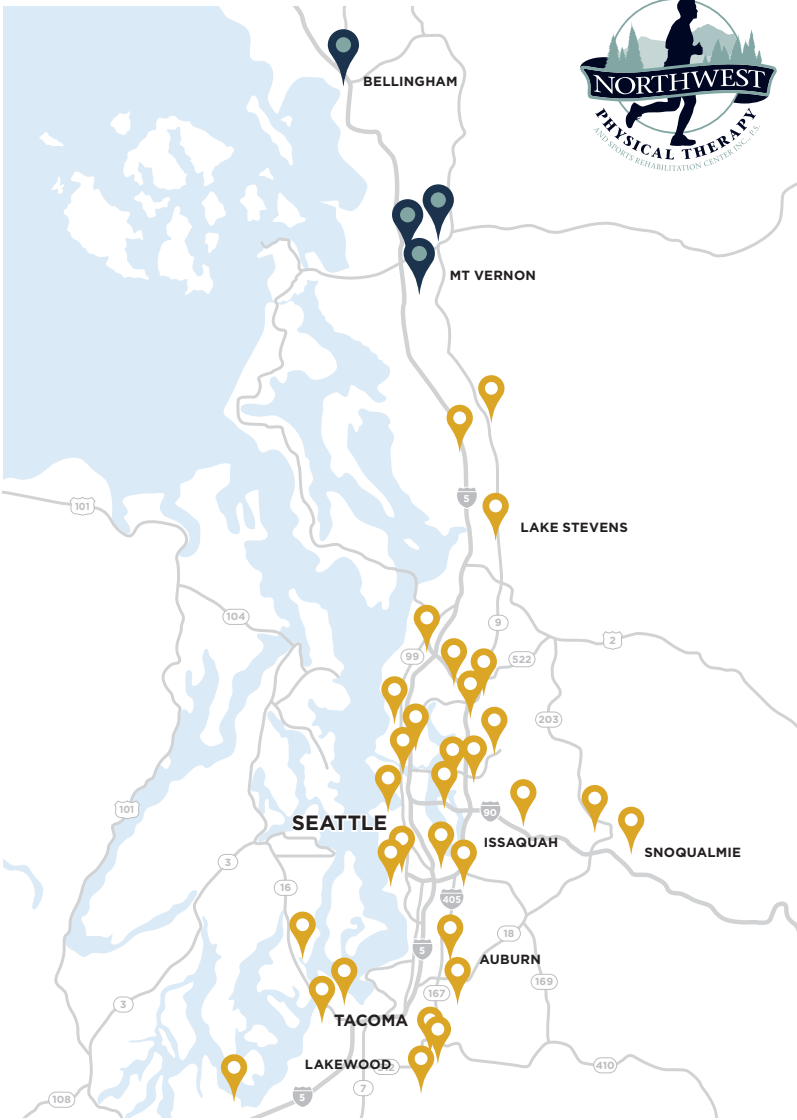 BELLINGHAM
NORTHWEST
PHYSICAL THERAPY
AND SPORTS REHABILITATION CENTER INC., P.S.
MT VERNON
5
101
LAKE STEVENS
104
9
2
99
522
203
101
90
SEATTLE
ISSAQUAH
SNOQUALMIE
3
16
405
18
5
AUBURN
169
167
3
TACOMA
LAKEWOOD
410
5
7
108